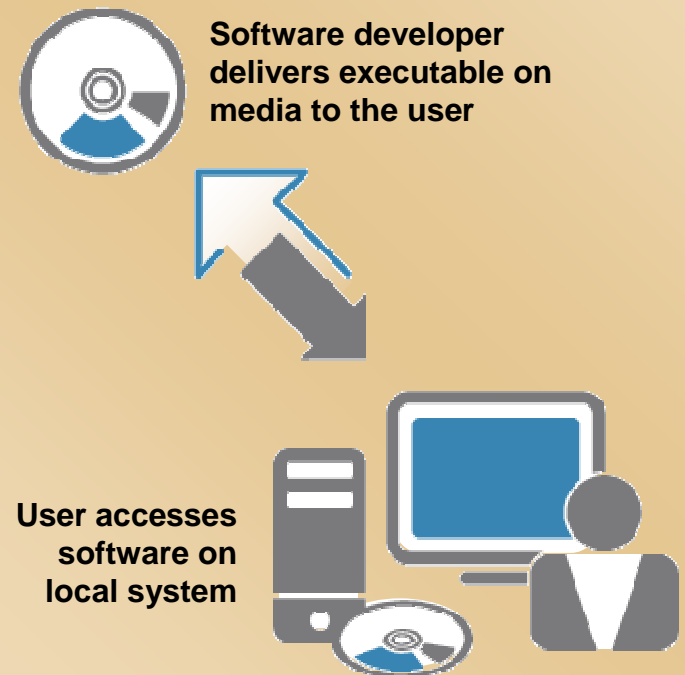 Software developer
delivers executable on
media to the user
User accesses
software on
local system